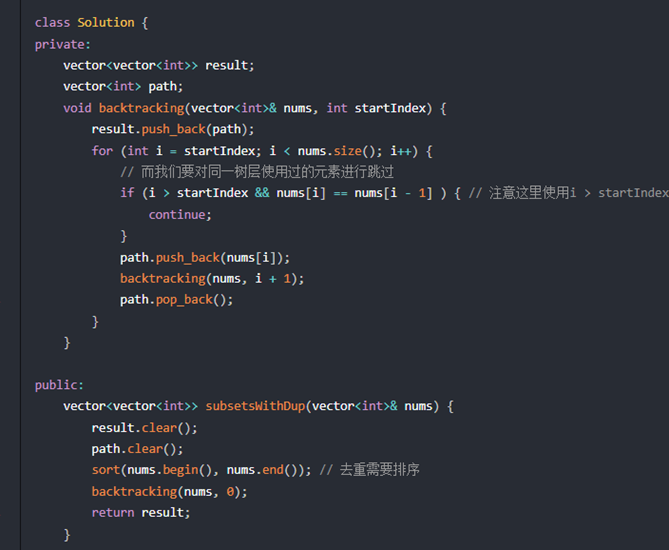 class Solution {
private:
    vector<vector<int>> result;
    vector<int> path;
    void backtracking(vector<int>& nums, int startIndex) {
        result.push_back(path);
        for (int i = startIndex; i < nums.size(); i++) {
            // 而我们要对同一树层使用过的元素进行跳过
            if (i > startIndex && nums[i] == nums[i - 1] ) { // 注意这里使用i > startIndex
                continue;
            }
            path.push_back(nums[i]);
            backtracking(nums, i + 1);
            path.pop_back();
        }
    }
public:
    vector<vector<int>> subsetsWithDup(vector<int>& nums) {
        result.clear();
        path.clear();
        sort(nums.begin(), nums.end()); // 去重需要排序
        backtracking(nums, 0);
        return result;
    }